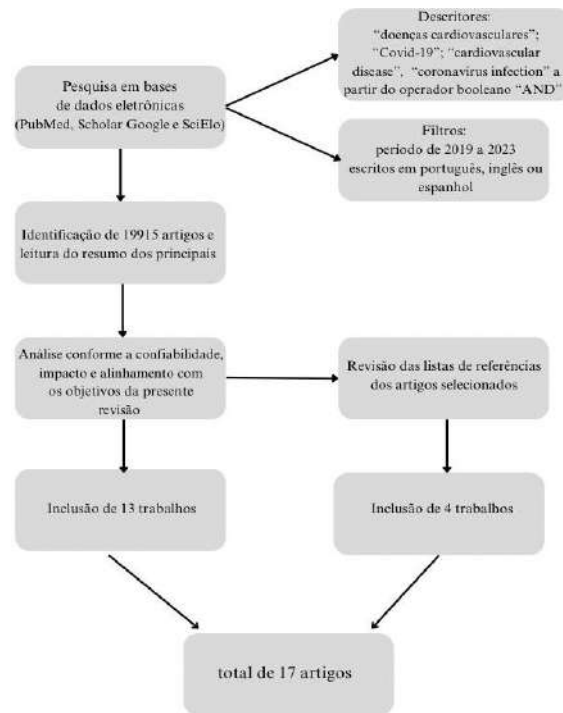 Pesquisa em bases
de dados eletrônicas
(PubMed, Scholar Google e SciElo)
Descritores:
“doenças cardiovasculares”;
“Covid-19”; “cardiovascular
disease”, “coronavirus infection” a
partir do operador booleano “AND”
Filtros:
período de 2019 a 2023
escritos em português, inglês ou
espanhol
Identificação de 19915 artigos e
leitura do resumo dos principais
Análise conforme a confiabilidade,
impacto e alinhamento com
os objetivos da presente
revisão
Revisão das listas de referências
dos artigos selecionados
Inclusão de 13 trabalhos
Inclusão de 4 trabalhos
total de 17 artigos